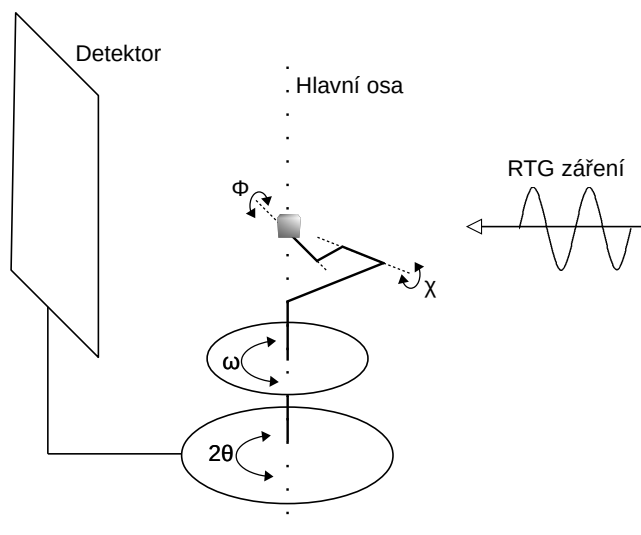 Detektor
Hlavní osa
RTG záření
Φ
χ
ω
2θ